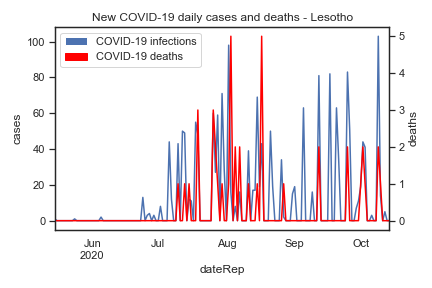 New COVID-19 daily cases and deaths - Lesotho
COVID-19 infections
COVID-19 deaths
100
80
60
40
20
0
cases
5
4
3
2
1
0
deaths
Jun
2020
Jul
Aug
Sep
Oct
dateRep